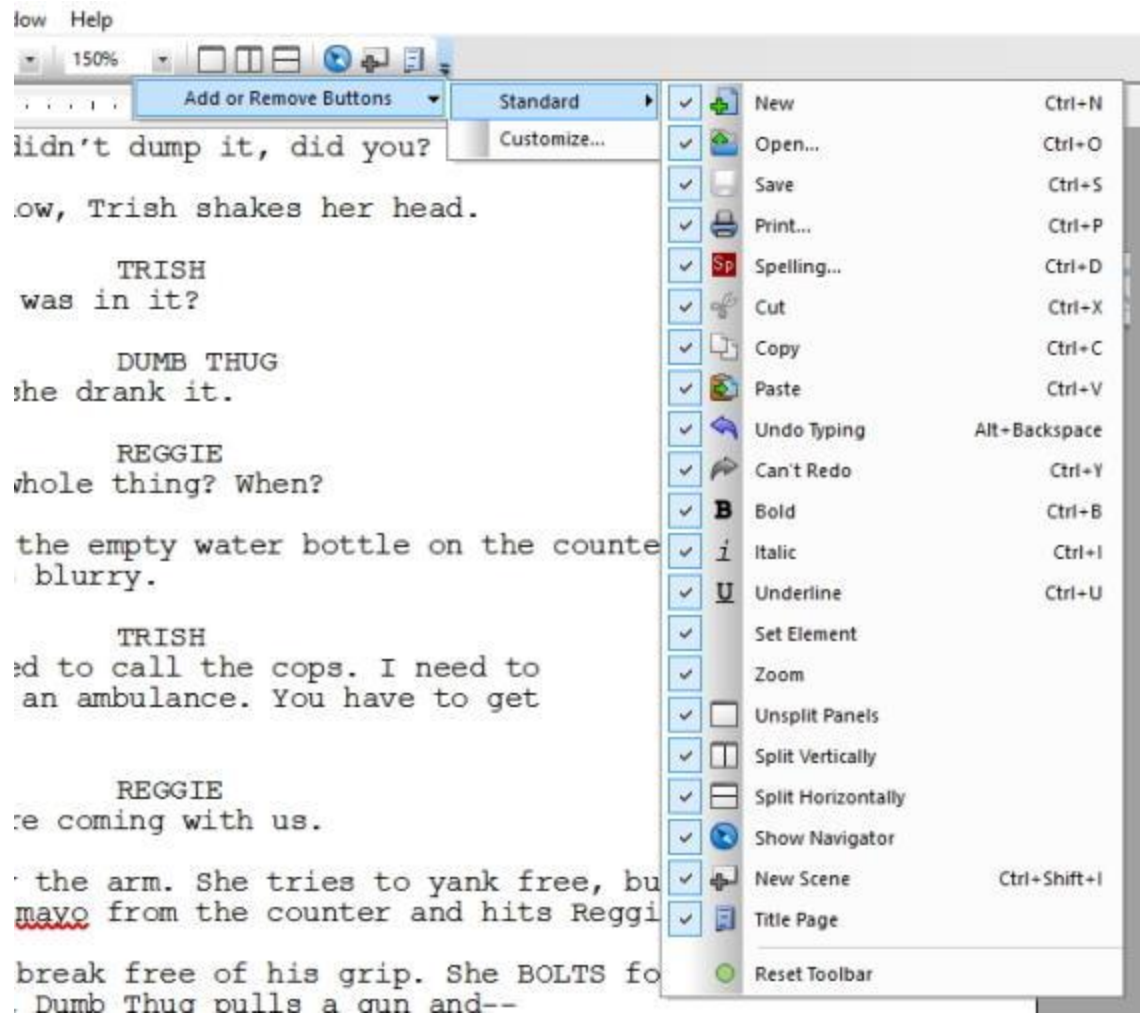 Help
150%
Add or Remove Buttons
Standard
Customize...
didn't dump it, did you?
Trish shakes her head.
TRISH
was in it?
DUMB THUG
she drank it.
REGGIE
whole thing? When?
the empty water bottle on the counte
blurry.
TRISH
ed to call the cops. I need to
an ambulance. You have to get
REGGIE
re coming with us.
the arm. She tries to yank free, bu
mayo from the counter and hits Reggi
break free of his grip. She BOLTS fo
Dumb Thug pulls a gun and--
New Ctrl+N
Open... Ctrl+O
Save Ctrl+S
Print... Ctrl+P
Sp Spelling... Ctrl+D
Cut Ctrl+X
Copy Ctrl+C
Paste Ctrl+V
Undo Typing Alt+Backspace
Can't Redo Ctrl+Y
B Bold Ctrl+B
i Italic Ctrl+I
U Underline Ctrl+U
Set Element
Zoom
Unsplit Panels
Split Vertically
Split Horizontally
Show Navigator
New Scene Ctrl+Shift+I
Title Page
Reset Toolbar